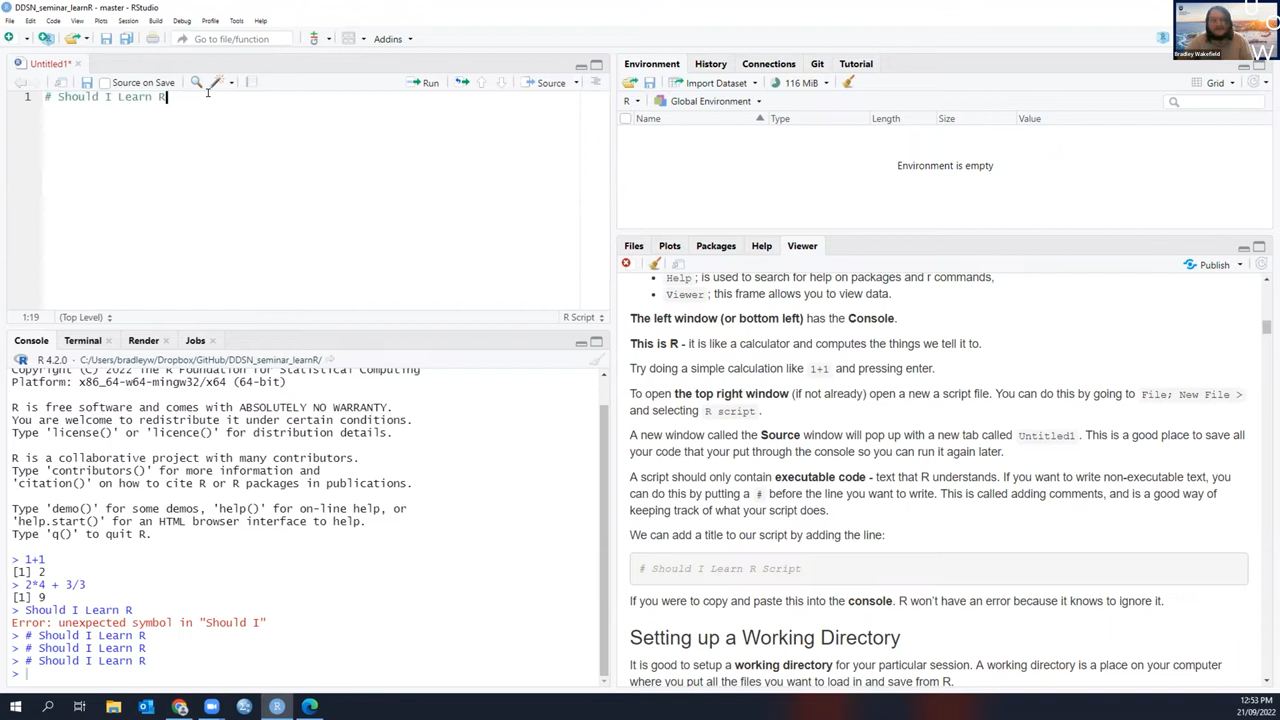 DDSN_seminar_learnR - master - RStudio
File Edit Code View Plots Session Build Debug Profile Tools Help
Go to file/function
Addins
Bradley Wakefield
U
O
W
Untitled1*
Source on Save
Run
Source
1 # Should I Learn R
1:19 (Top Level) R Script
Console Terminal Render Jobs
R 4.2.0 · C:/Users/bradleyw/Dropbox/GitHub/DDSN_seminar_learnR/
Copyright (C) 2022 The R Foundation for Statistical Computing
Platform: x86_64-w64-mingw32/x64 (64-bit)
R is free software and comes with ABSOLUTELY NO WARRANTY.
You are welcome to redistribute it under certain conditions.
Type 'license()' or 'licence()' for distribution details.
R is a collaborative project with many contributors.
Type 'contributors()' for more information and
'citation()' on how to cite R or R packages in publications.
Type 'demo()' for some demos, 'help()' for on-line help, or
'help.start()' for an HTML browser interface to help.
Type 'q()' to quit R.
> 1+1
[1] 2
> 2*4 + 3/3
[1] 9
> Should I Learn R
Error: unexpected symbol in "Should I"
> # Should I Learn R
> # Should I Learn R
> # Should I Learn R
>
Environment History Connections Git Tutorial
Import Dataset 116 MiB Grid
R Global Environment
Name Type Length Size Value
Environment is empty
Files Plots Packages Help Viewer
Publish
Help ; is used to search for help on packages and r commands,
Viewer ; this frame allows you to view data.
The left window (or bottom left) has the Console.
This is R - it is like a calculator and computes the things we tell it to.
Try doing a simple calculation like 1+1 and pressing enter.
To open the top right window (if not already) open a new a script file. You can do this by going to File; New File >
and selecting R script .
A new window called the Source window will pop up with a new tab called Untitled1 . This is a good place to save all
your code that your put through the console so you can run it again later.
A script should only contain executable code - text that R understands. If you want to write non-executable text, you
can do this by putting a # before the line you want to write. This is called adding comments, and is a good way of
keeping track of what your script does.
We can add a title to our script by adding the line:
# Should I Learn R Script
If you were to copy and paste this into the console. R won't have an error because it knows to ignore it.
Setting up a Working Directory
It is good to setup a working directory for your particular session. A working directory is a place on your computer
where you put all the files you want to load in and save from R.
12:53 PM
21/09/2022